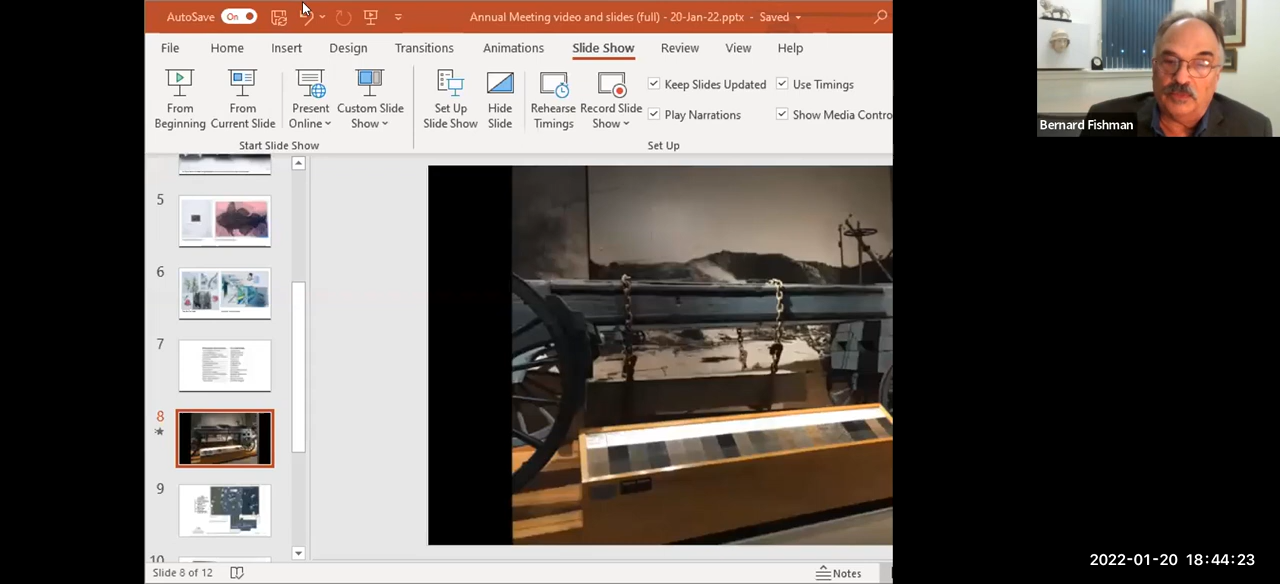 AutoSave On Annual Meeting video and slides (full) - 20-Jan-22.pptx - Saved
File Home Insert Design Transitions Animations Slide Show Review View Help
From Beginning
From Current Slide
Present Online
Custom Slide Show
Set Up Slide Show
Hide Slide
Rehearse Timings
Record Slide Show
Keep Slides Updated
Use Timings
Play Narrations
Show Media Contro
Start Slide Show
Set Up
5
6
7
8
9
10
Slide 8 of 12
Notes
Bernard Fishman
2022-01-20 18:44:23